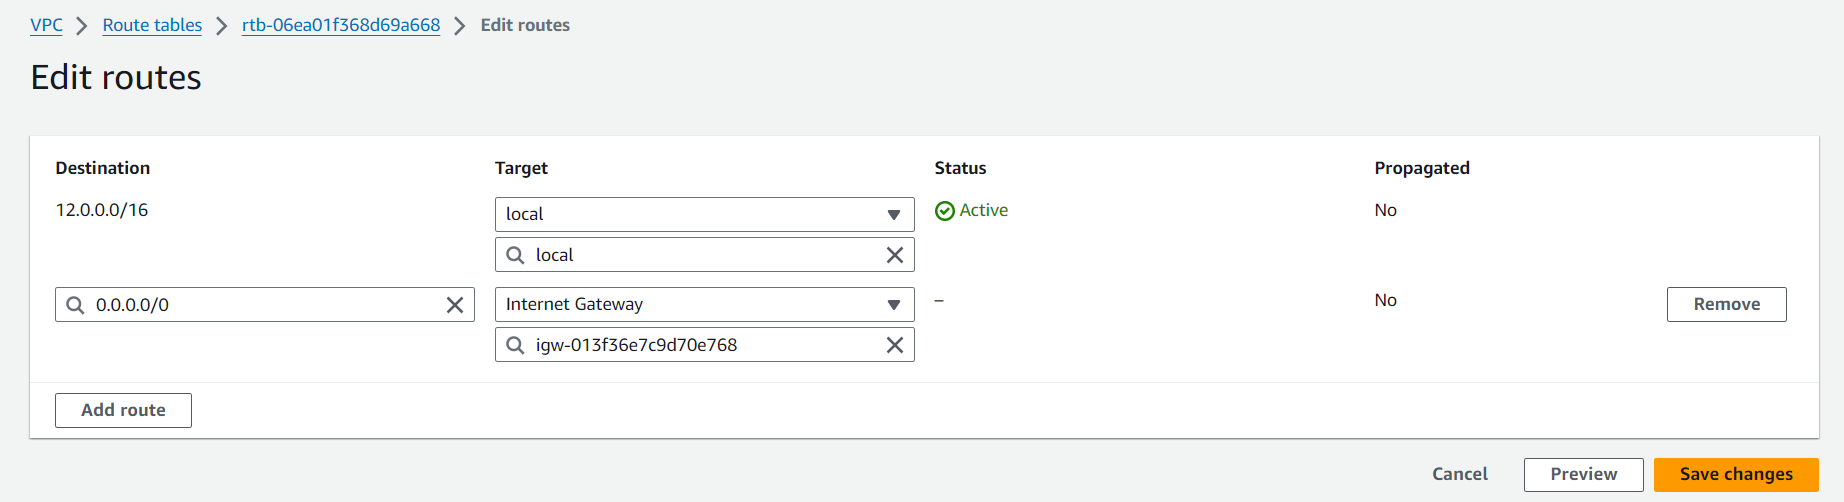 VPC > Route tables > rtb-06ea01f368d69a668 > Edit routes
Edit routes
Destination Target Status Propagated
12.0.0.0/16 local Active No
local
0.0.0.0/0 Internet Gateway – No Remove
igw-013f36e7c9d70e768
Add route
Cancel Preview Save changes